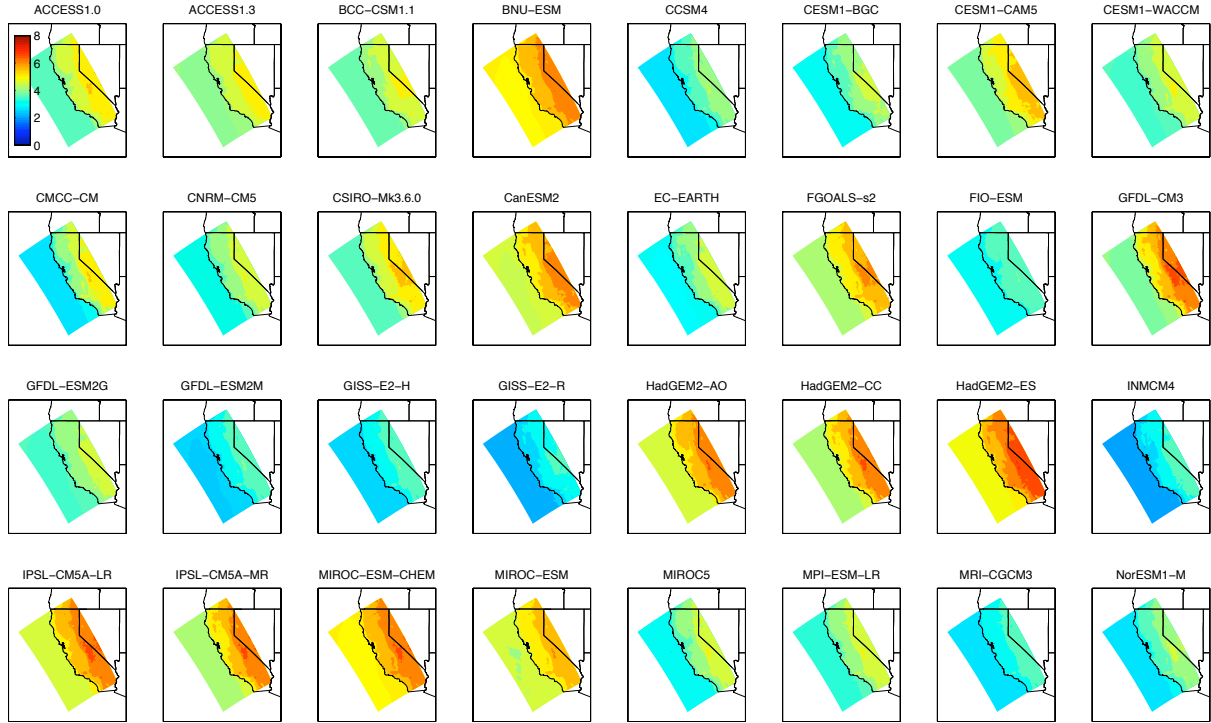 ACCESS1.0 ACCESS1.3 BCC−CSM1.1 BNU−ESM CCSM4 CESM1−BGC CESM1−CAM5 CESM1−WACCM
8
6
4
2
0
CMCC−CM CNRM−CM5 CSIRO−Mk3.6.0 CanESM2 EC−EARTH FGOALS−s2 FIO−ESM GFDL−CM3
GFDL−ESM2G GFDL−ESM2M GISS−E2−H GISS−E2−R HadGEM2−AO HadGEM2−CC HadGEM2−ES INMCM4
IPSL−CM5A−LR IPSL−CM5A−MR MIROC−ESM−CHEM MIROC−ESM MIROC5 MPI−ESM−LR MRI−CGCM3 NorESM1−M